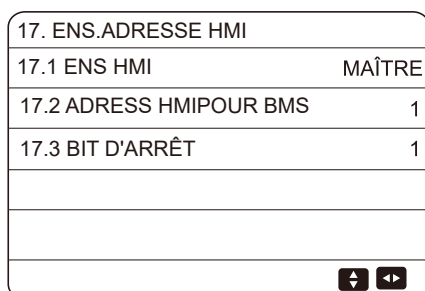 17. ENS.ADRESSE HMI
17.1 ENS HMI MAÎTRE
17.2 ADRESS HMIPOUR BMS 1
17.3 BIT D'ARRÊT 1